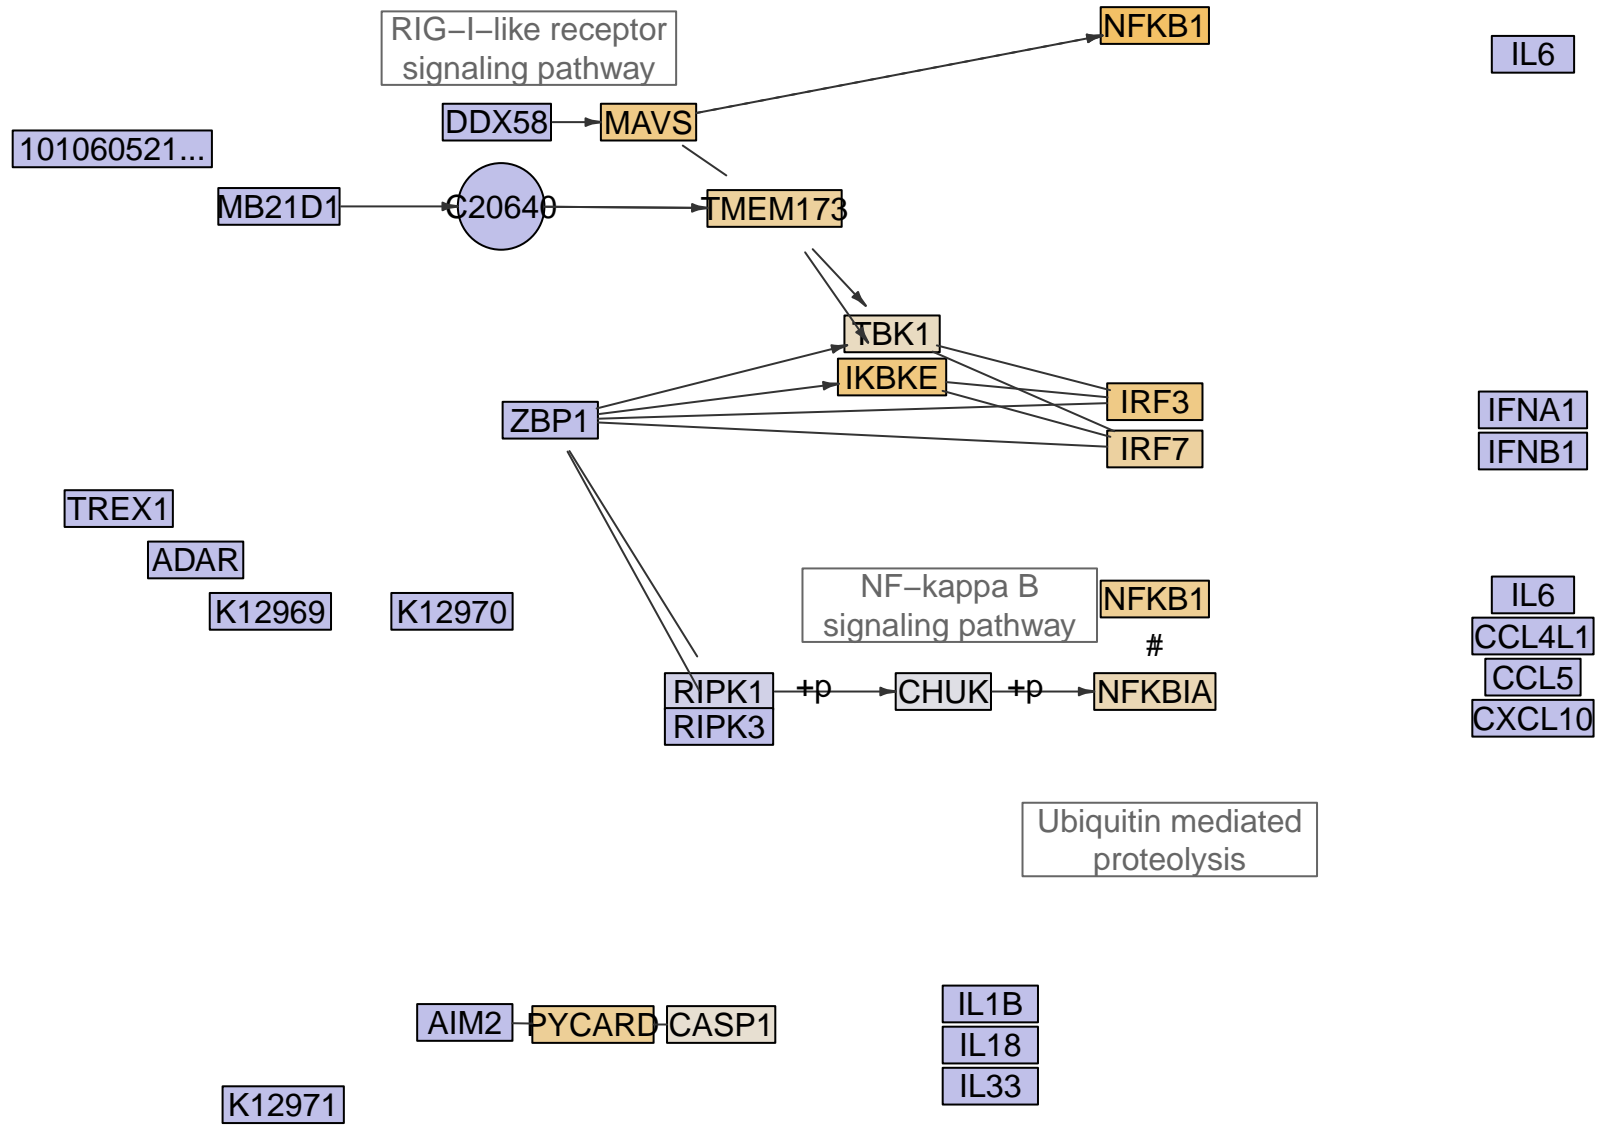 RIG−I−like receptor
signaling pathway
NFKB1
IL6
DDX58
MAVS
101060521...
MB21D1
C20640
TMEM173
TBK1
IKBKE
ZBP1
IRF3
IRF7
IFNA1
IFNB1
TREX1
ADAR
K12969
K12970
NF−kappa B
signaling pathway
NFKB1
#
IL6
CCL4L1
CCL5
CXCL10
RIPK1
+p
CHUK
+p
NFKBIA
RIPK3
Ubiquitin mediated
proteolysis
AIM2
PYCARD
CASP1
IL1B
IL18
IL33
K12971